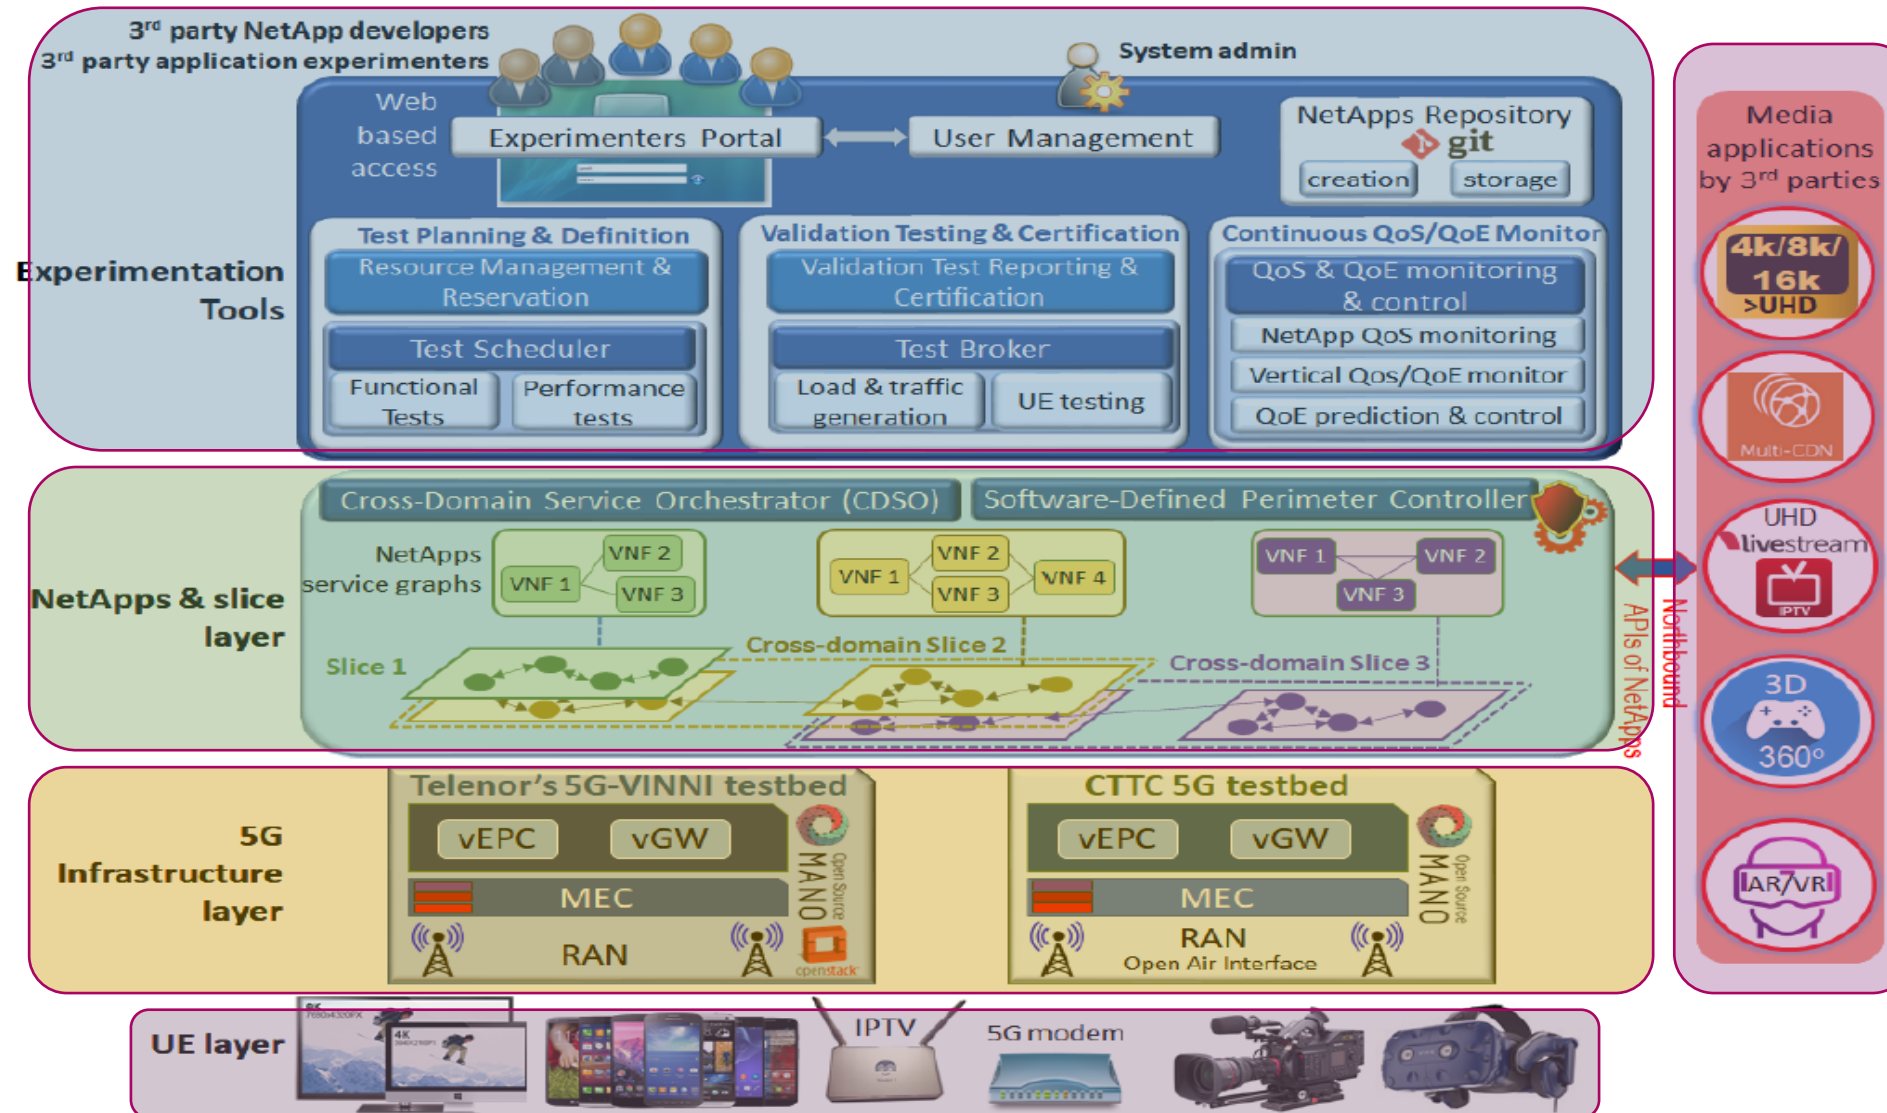 3rd party NetApp developers
3rd party application experimenters
System admin
Web
based
access
Experimenters Portal
User Management
NetApps Repository
git
creation
storage
Experimentation
Tools
Test Planning & Definition
Resource Management &
Reservation
Test Scheduler
Functional
Tests
Performance
tests
Validation Testing & Certification
Validation Test Reporting &
Certification
Test Broker
Load & traffic
generation
UE testing
Continuous QoS/QoE Monitor
QoS & QoE monitoring
& control
NetApp QoS monitoring
Vertical Qos/QoE monitor
QoE prediction & control
NetApps & slice
layer
Cross-Domain Service Orchestrator (CDSO)
Software-Defined Perimeter Controller
NetApps
service graphs
VNF 1
VNF 2
VNF 3
VNF 1
VNF 2
VNF 3
VNF 4
VNF 1
VNF 2
VNF 3
Slice 1
Cross-domain Slice 2
Cross-domain Slice 3
Northbound
APIs of NetApps
5G
Infrastructure
layer
Telenor's 5G-VINNI testbed
vEPC
vGW
MEC
RAN
Open Source
MANO
openstack
CTTC 5G testbed
vEPC
vGW
MEC
RAN
Open Air Interface
Open Source
MANO
UE layer
8K
7680x4320PX
4K
IPTV
5G modem
Media
applications
by 3rd parties
4k/8k/
16k
>UHD
Multi-CDN
UHD
livestream
IPTV
3D
360°
AR/VR